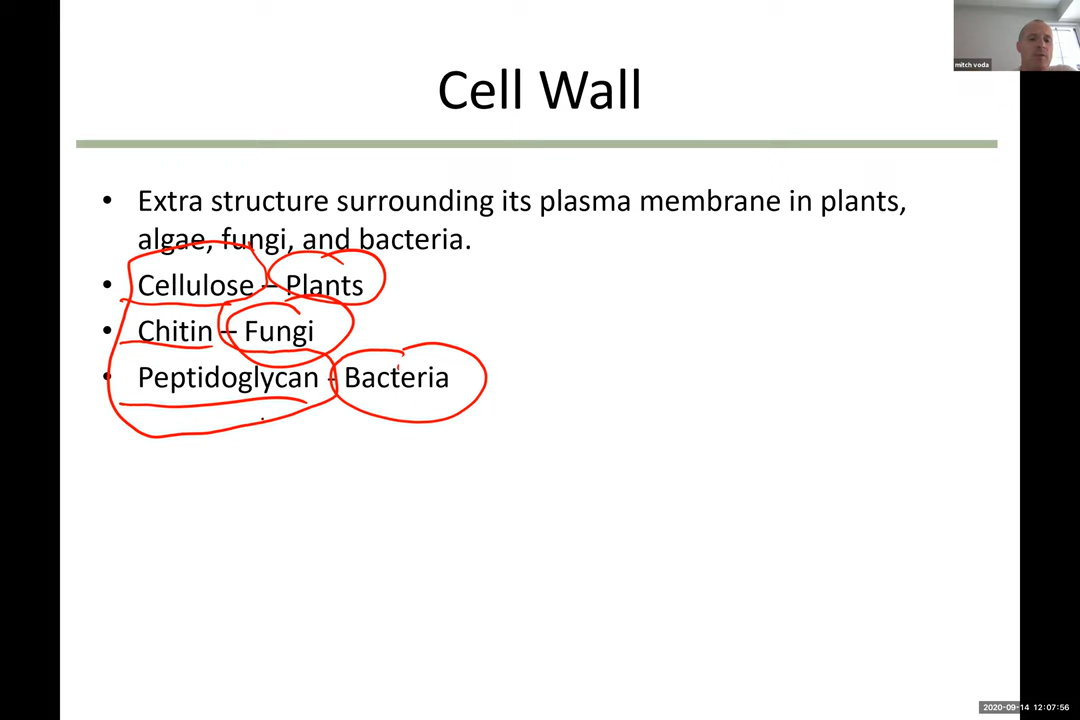 mitch voda
Cell Wall
• Extra structure surrounding its plasma membrane in plants,
algae, fungi, and bacteria.
• Cellulose – Plants
• Chitin – Fungi
• Peptidoglycan - Bacteria
2020-09-14 12:07:56